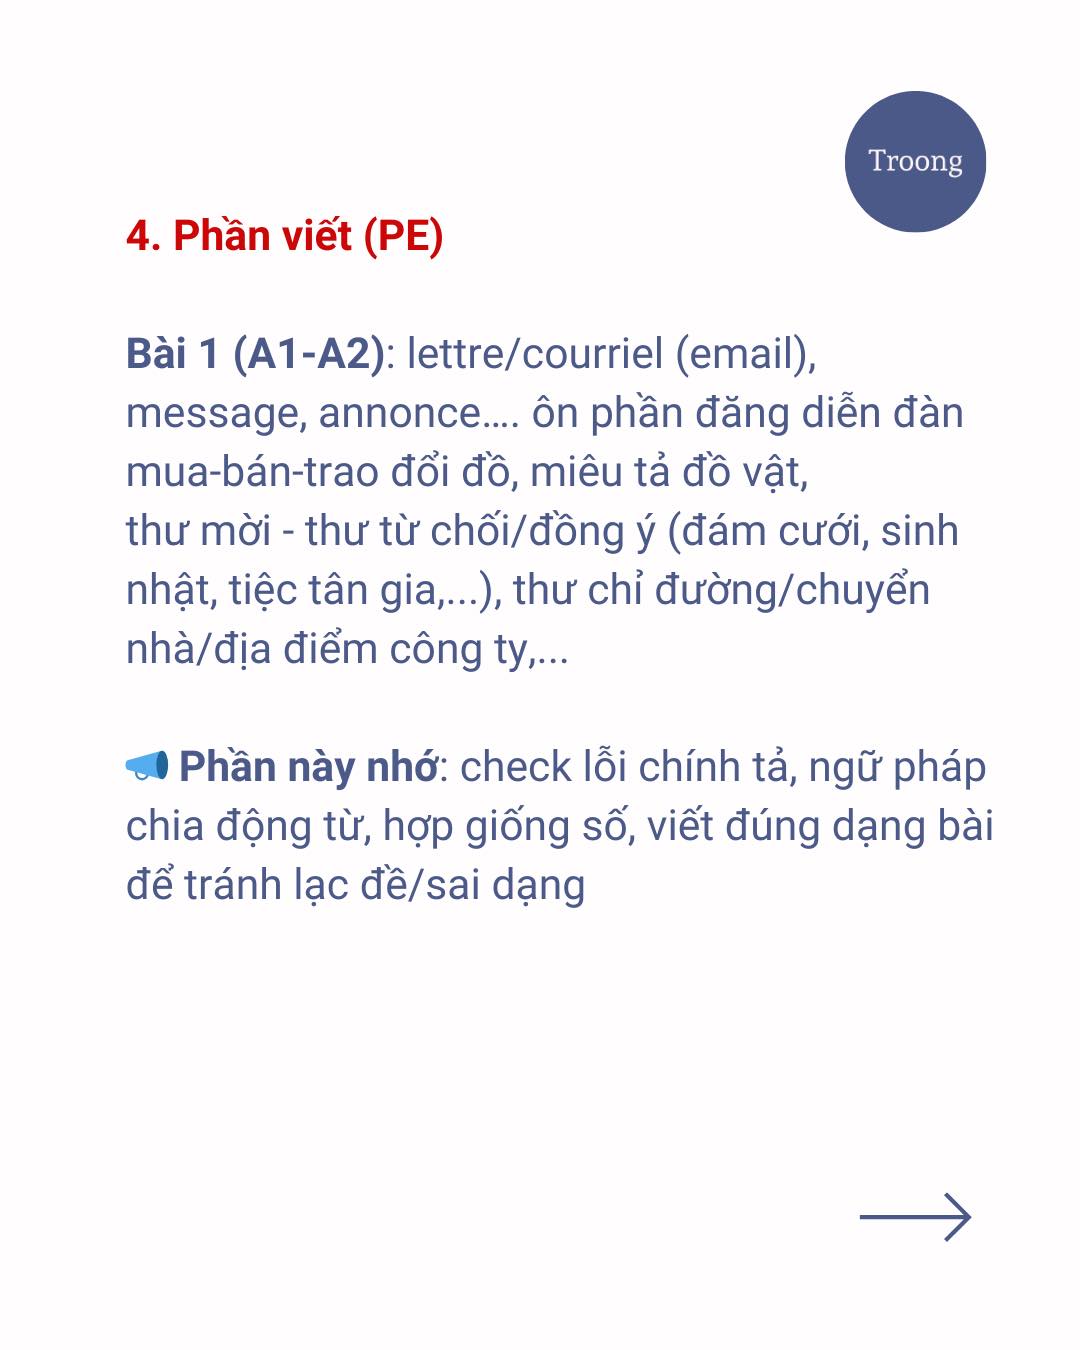 Troong
4. Phần viết (PE)
Bài 1 (A1-A2): lettre/courriel (email),
message, annonce.... ôn phần đăng diễn đàn
mua-bán-trao đổi đồ, miêu tả đồ vật,
thư mời - thư từ chối/đồng ý (đám cưới, sinh
nhật, tiệc tân gia,...), thư chỉ đường/chuyển
nhà/địa điểm công ty,...
📢 Phần này nhớ: check lỗi chính tả, ngữ pháp
chia động từ, hợp giống số, viết đúng dạng bài
để tránh lạc đề/sai dạng